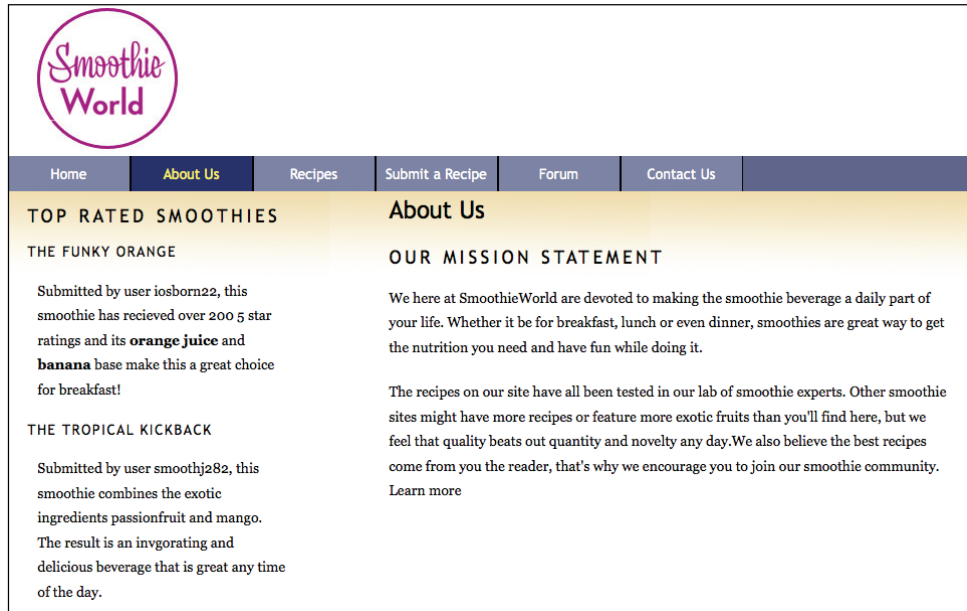 Smoothie
World
Home About Us Recipes Submit a Recipe Forum Contact Us
TOP RATED SMOOTHIES
THE FUNKY ORANGE
Submitted by user iosborn22, this
smoothie has recieved over 200 5 star
ratings and its orange juice and
banana base make this a great choice
for breakfast!
THE TROPICAL KICKBACK
Submitted by user smoothj282, this
smoothie combines the exotic
ingredients passionfruit and mango.
The result is an invgorating and
delicious beverage that is great any time
of the day.
About Us
OUR MISSION STATEMENT
We here at SmoothieWorld are devoted to making the smoothie beverage a daily part of
your life. Whether it be for breakfast, lunch or even dinner, smoothies are great way to get
the nutrition you need and have fun while doing it.
The recipes on our site have all been tested in our lab of smoothie experts. Other smoothie
sites might have more recipes or feature more exotic fruits than you'll find here, but we
feel that quality beats out quantity and novelty any day.We also believe the best recipes
come from you the reader, that's why we encourage you to join our smoothie community.
Learn more